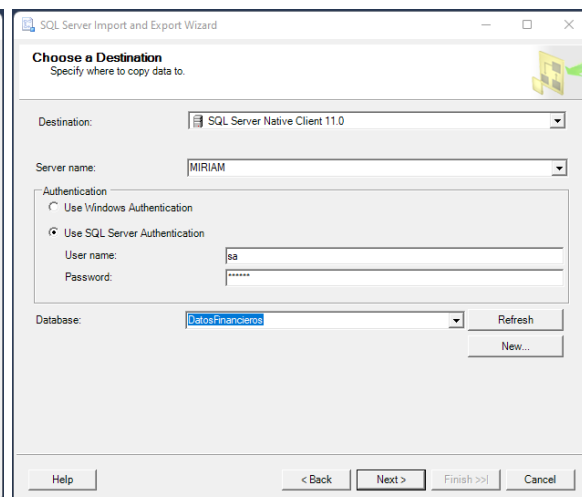 SQL Server Import and Export Wizard
Choose a Destination
Specify where to copy data to.
Destination: SQL Server Native Client 11.0
Server name: MIRIAM
Authentication
Use Windows Authentication
Use SQL Server Authentication
User name: sa
Password: ******
Database: DatosFinancieros Refresh
New...
Help < Back Next > Finish >>| Cancel